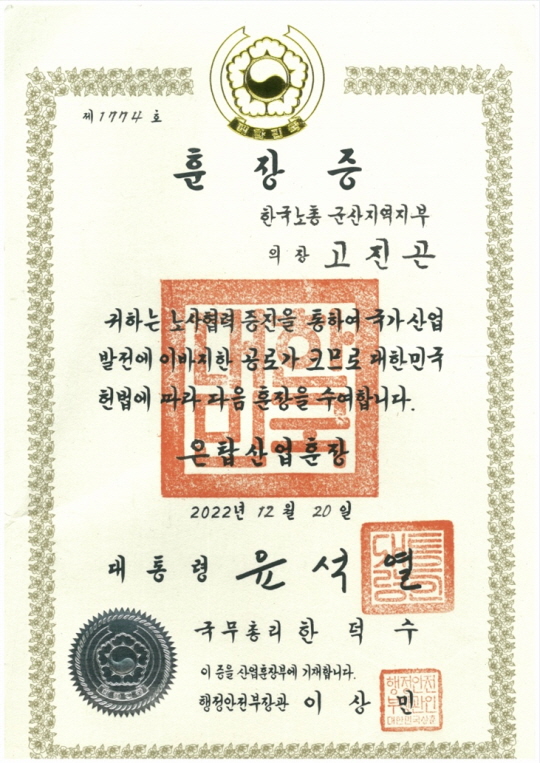 대한민국
제1774호
훈장증
한국노총 군산지역지부
의장 고진곤
귀하는 노사협력 증진을 통하여 국가산업
발전에 이바지한 공로가 크므로 대한민국
헌법에 따라 다음 훈장을 수여합니다.
은탑산업훈장
2022년 12월 20일
대통령 윤석열
국무총리 한덕수
이 증을 산업훈장부에 기재합니다.
행정안전부장관 이상민